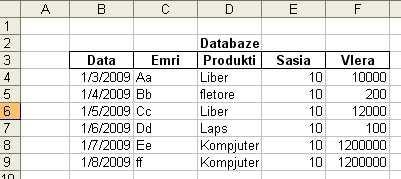 A B C D E F
1
2 Databaze
3 Data Emri Produkti Sasia Vlera
4 1/3/2009 Aa Liber 10 10000
5 1/4/2009 Bb fletore 10 200
6 1/5/2009 Cc Liber 10 12000
7 1/6/2009 Dd Laps 10 100
8 1/7/2009 Ee Kompjuter 10 1200000
9 1/8/2009 ff Kompjuter 10 1200000
10